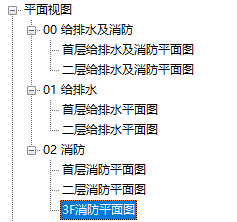 平面视图
00 给排水及消防
首层给排水及消防平面图
二层给排水及消防平面图
01 给排水
首层给排水平面图
二层给排水平面图
02 消防
首层消防平面图
二层消防平面图
3F消防平面图